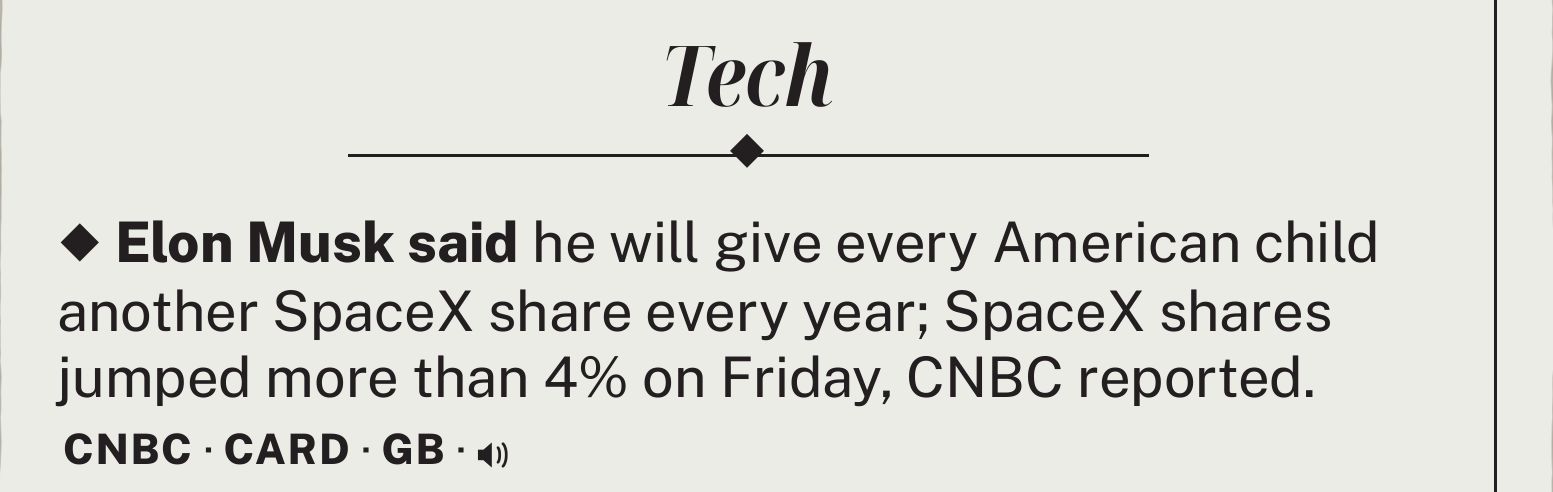 Tech
◆ Elon Musk said he will give every American child
another SpaceX share every year; SpaceX shares
jumped more than 4% on Friday, CNBC reported.
CNBC · CARD · GB ·